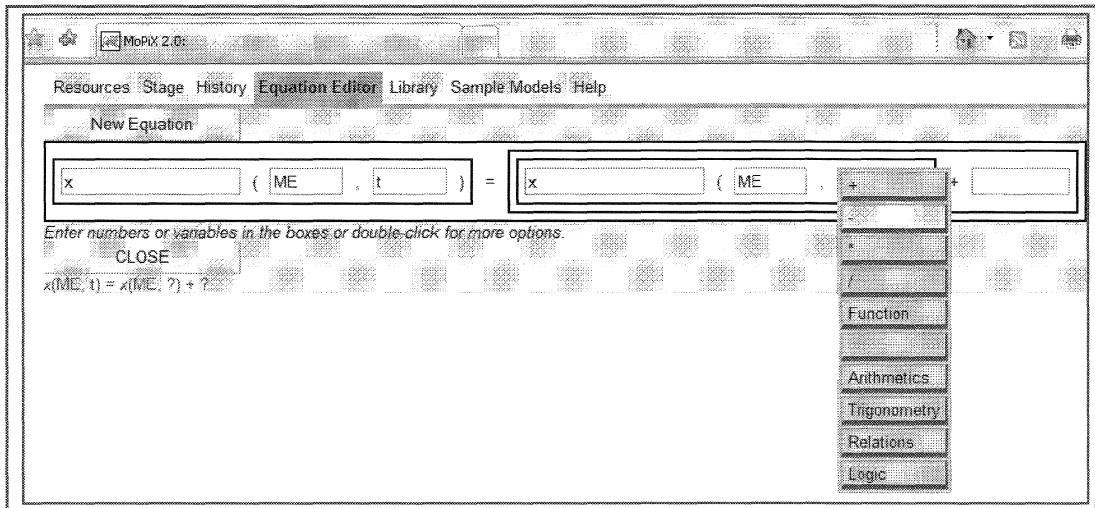 MoPiX 2.0:
Resources Stage History Equation Editor Library Sample Models Help
New Equation
x ( ME , t ) = x ( ME , + 
Enter numbers or variables in the boxes or double-click for more options.
CLOSE
x(ME, t) = x(ME, ?) + ?
+
-
*
/
Function
Arithmetics
Trigonometry
Relations
Logic